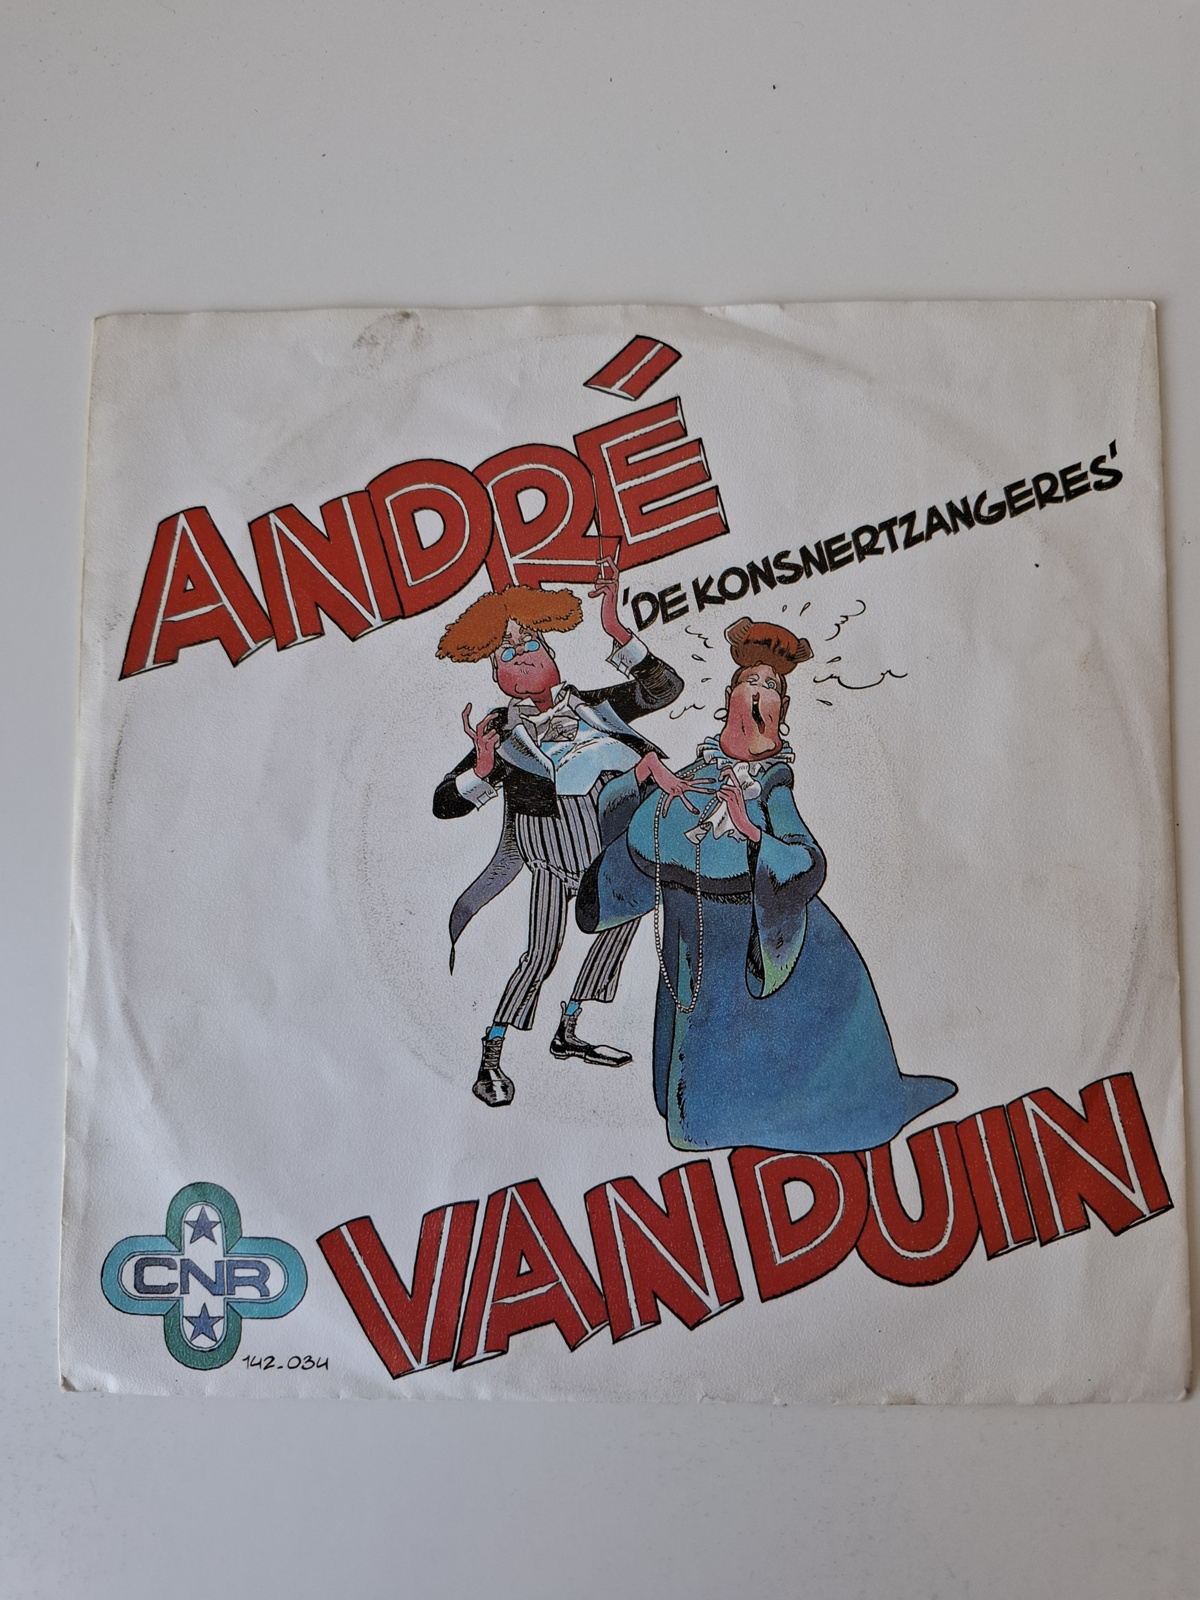 ANDRÉ
'DE KONSNERTZANGERES'
VAN DUIN
CNR
142-034